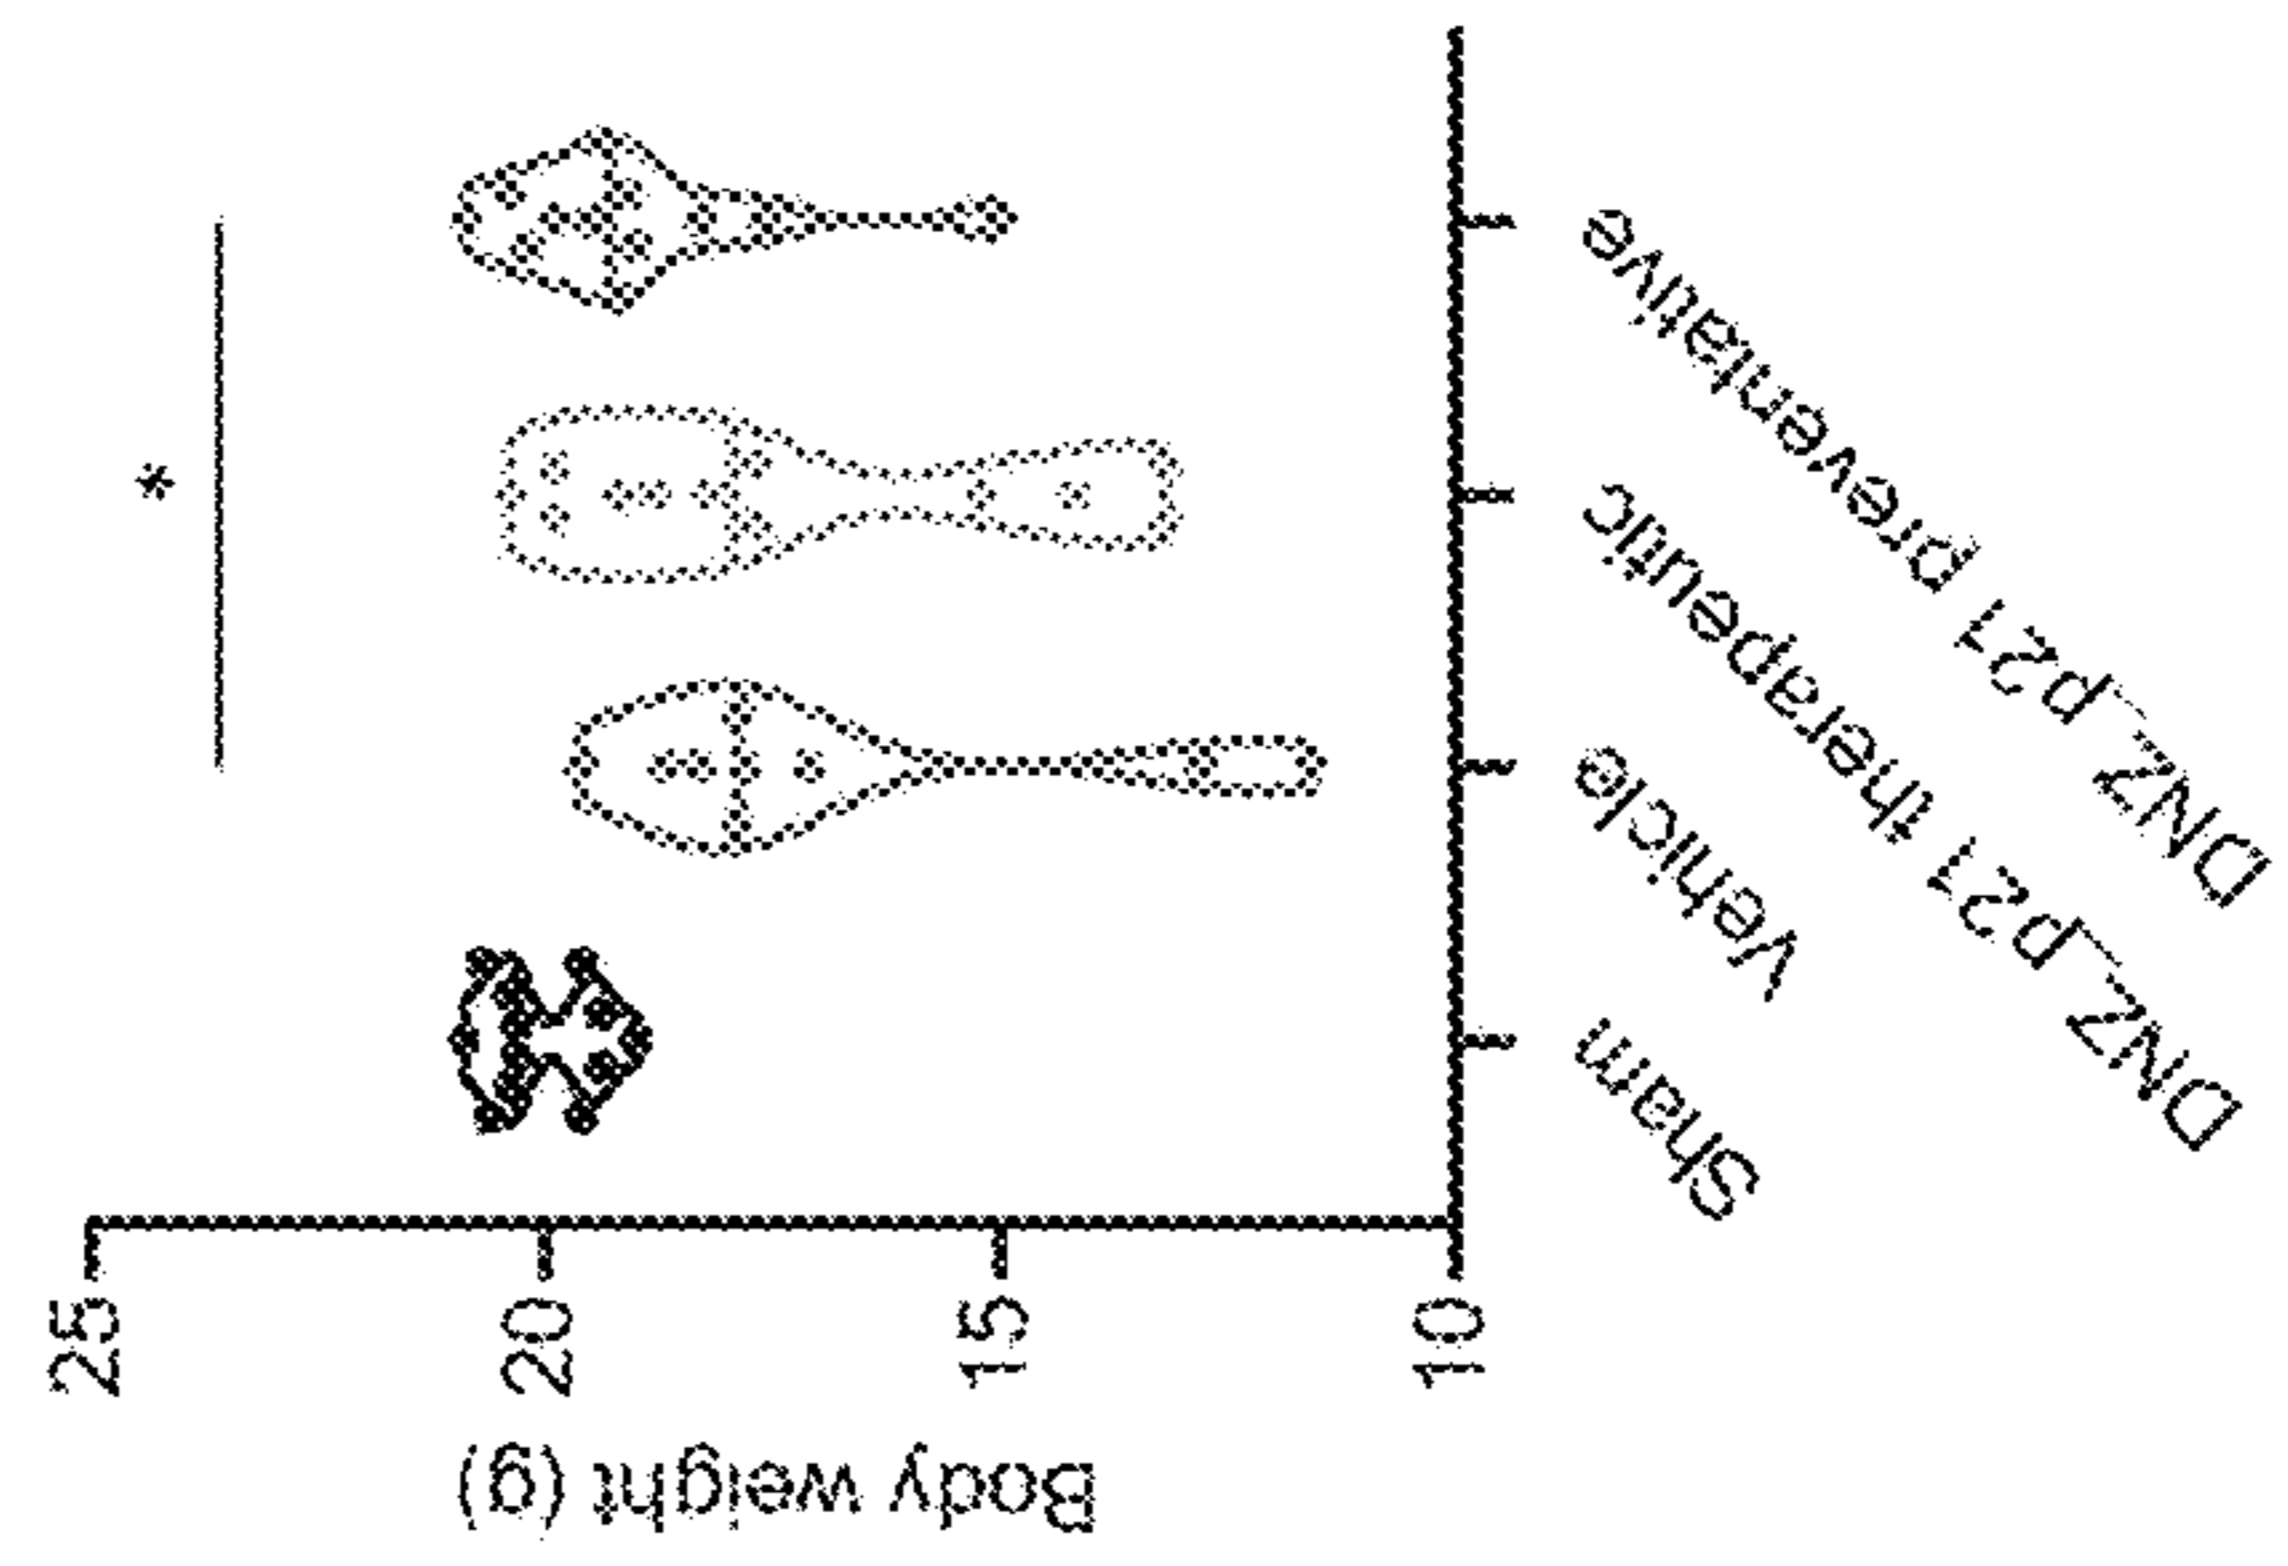 *
Body weight (g)
25
20
15
10
Sham
Vehicle
DNZ_p21 therapeutic
DNZ_p21 preventative